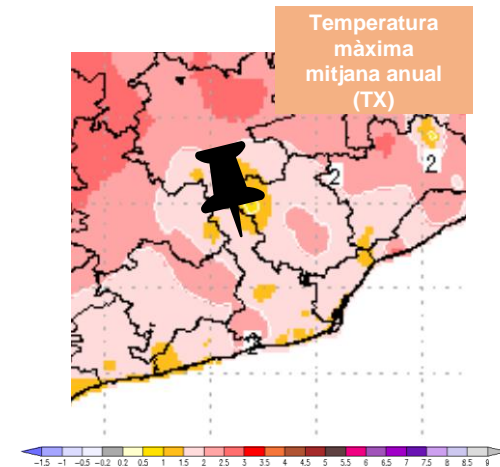 Temperatura
màxima
mitjana anual
(TX)
2
2
2
-1,5 -1 -0,5 -0.2 0.2 0,5 1 1,5 2 2,5 3 3,5 4 4,5 5 5,5 6 6,5 7 7,5 8 8,5 9